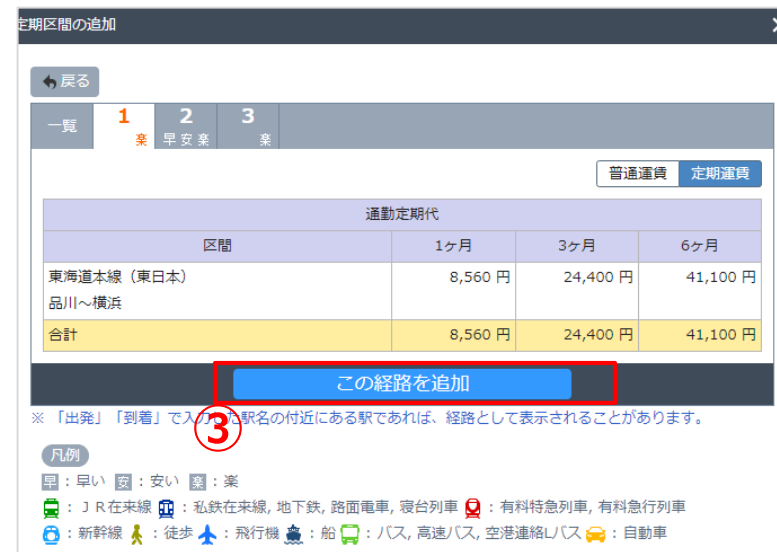 定期区間の追加
戻る
一覧 1 楽 2 早安楽 3 楽
普通運賃 定期運賃
通勤定期代
区間 1ケ月 3ケ月 6ケ月
東海道本線（東日本） 8,560 円 24,400 円 41,100 円
品川～横浜
合計 8,560 円 24,400 円 41,100 円
この経路を追加
③
※ 「出発」「到着」で入力した駅名の付近にある駅であれば、経路として表示されることがあります。
凡例
早：早い 安：安い 楽：楽
：ＪＲ在来線 ：私鉄在来線, 地下鉄, 路面電車, 寝台列車 ：有料特急列車, 有料急行列車
：新幹線 ：徒歩 ：飛行機 ：船 ：バス, 高速バス, 空港連絡バス ：自動車